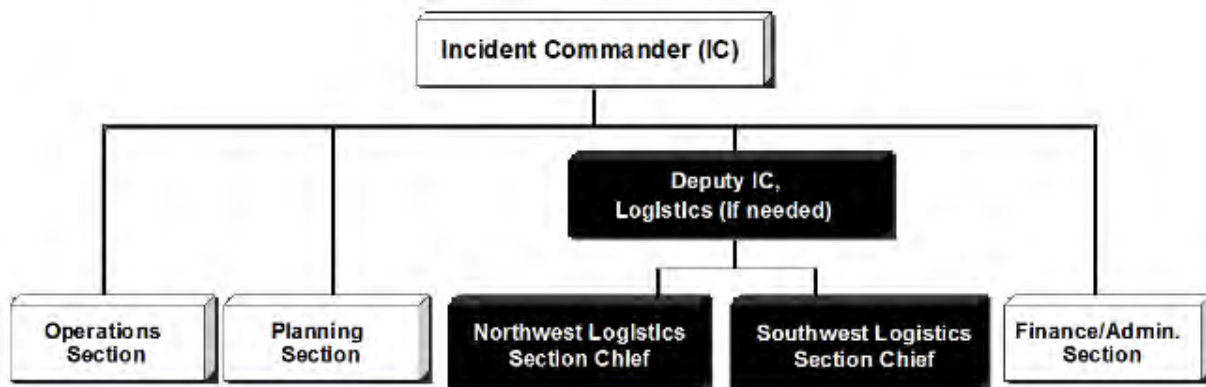 Incident Commander (IC)
Deputy IC,
Logistics (if needed)
Operations
Section
Planning
Section
Northwest Logistics
Section Chief
Southwest Logistics
Section Chief
Finance/Admin.
Section